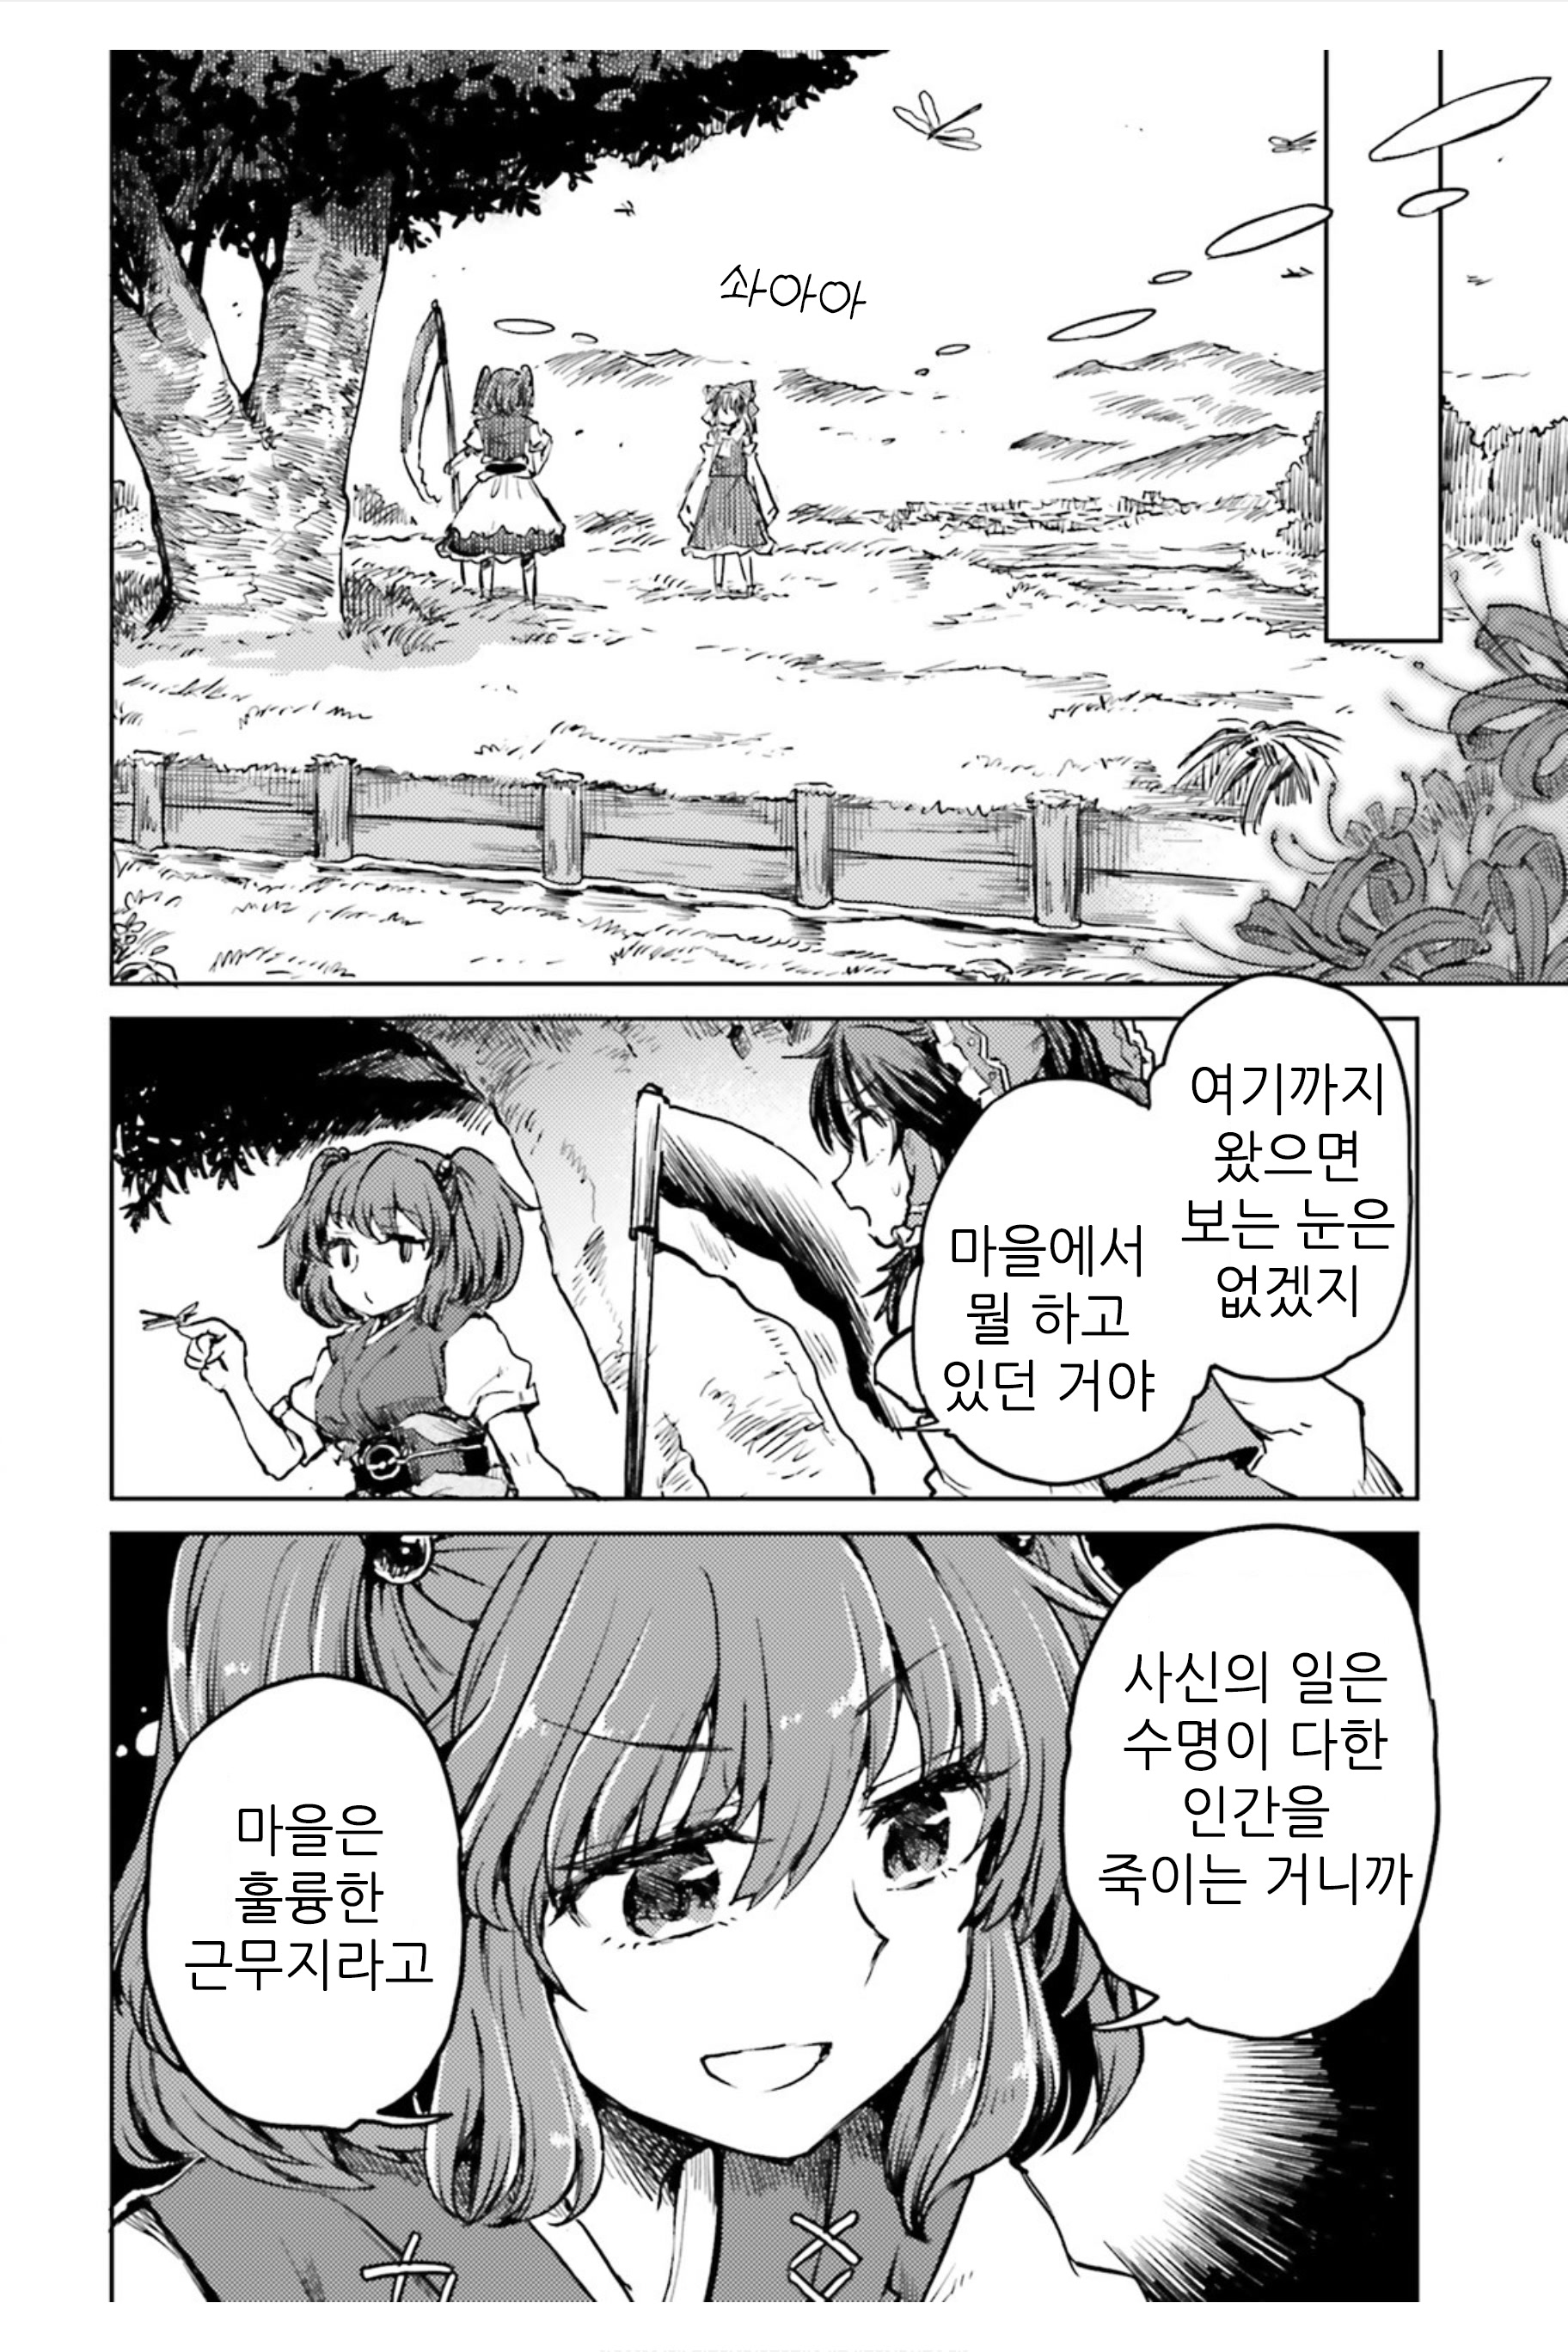 솨아아
여기까지
왔으면
보는 눈은
없겠지
마을에서
뭘 하고
있던 거야
사신의 일은
수명이 다한
인간을
죽이는 거니까
마을은
훌륭한
근무지라고